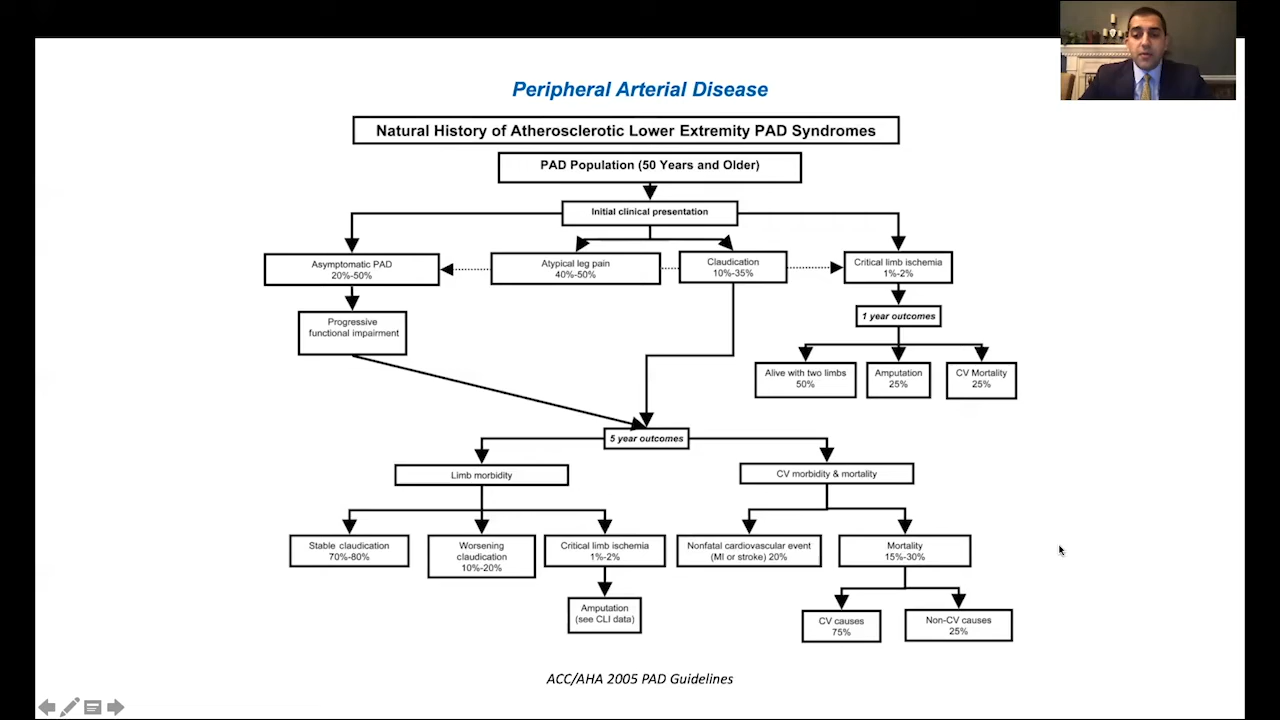 Peripheral Arterial Disease
Natural History of Atherosclerotic Lower Extremity PAD Syndromes
PAD Population (50 Years and Older)
Initial clinical presentation
Asymptomatic PAD
20%-50%
Atypical leg pain
40%-50%
Claudication
10%-35%
Critical limb ischemia
1%-2%
Progressive
functional impairment
1 year outcomes
Alive with two limbs
50%
Amputation
25%
CV Mortality
25%
5 year outcomes
Limb morbidity
CV morbidity & mortality
Stable claudication
70%-80%
Worsening
claudication
10%-20%
Critical limb ischemia
1%-2%
Nonfatal cardiovascular event
(MI or stroke) 20%
Mortality
15%-30%
Amputation
(see CLI data)
CV causes
75%
Non-CV causes
25%
ACC/AHA 2005 PAD Guidelines